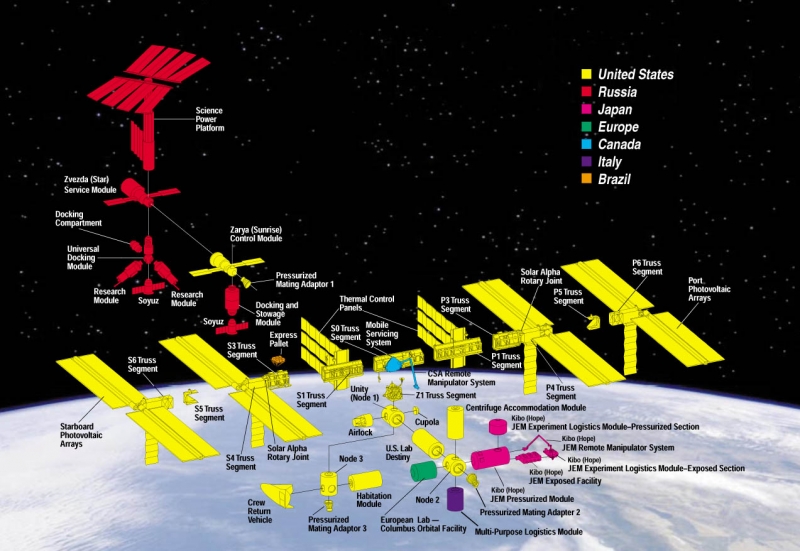 United States
Russia
Japan
Europe
Canada
Italy
Brazil
Science
Power
Platform
Zvezda (Star)
Service Module
Docking
Compartment
Universal
Docking
Module
Research
Module
Soyuz
Research
Module
Zarya (Sunrise)
Control Module
Pressurized
Mating Adaptor 1
Docking and
Stowage
Module
Soyuz
Express
Pallet
Thermal Control
Panels
S0 Truss
Segment
Mobile
Servicing
System
P3 Truss
Segment
Solar Alpha
Rotary Joint
P5 Truss
Segment
P6 Truss
Segment
Port
Photovoltaic
Arrays
S3 Truss
Segment
S6 Truss
Segment
S1 Truss
Segment
Unity
(Node 1)
CSA Remote
Manipulator System
Z1 Truss Segment
P1 Truss
Segment
P4 Truss
Segment
S5 Truss
Segment
Starboard
Photovoltaic
Arrays
S4 Truss
Segment
Solar Alpha
Rotary Joint
Airlock
Cupola
Centrifuge Accommodation Module
Kibo (Hope)
JEM Experiment Logistics Module–Pressurized Section
Kibo (Hope)
JEM Remote Manipulator System
Kibo (Hope)
JEM Experiment Logistics Module–Exposed Section
Kibo (Hope)
JEM Exposed Facility
Kibo (Hope)
JEM Pressurized Module
U.S. Lab
Destiny
Node 3
Habitation
Module
Node 2
Crew
Return
Vehicle
Pressurized
Mating Adaptor 3
European Lab —
Columbus Orbital Facility
Pressurized Mating Adaptor 2
Multi-Purpose Logistics Module